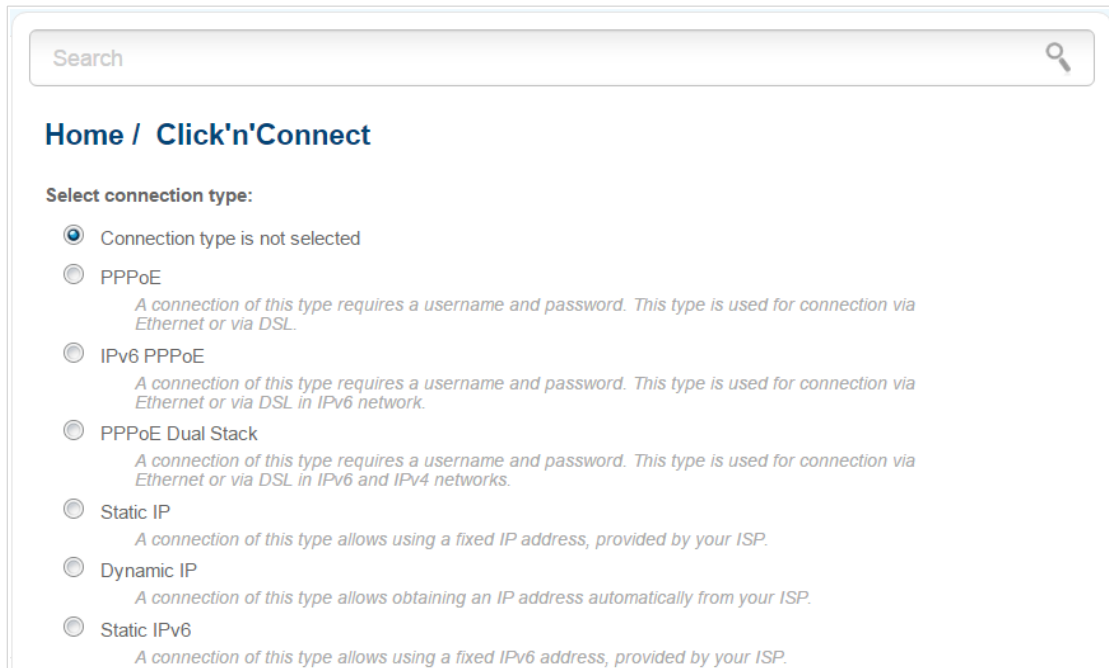 Search
Home /  Click'n'Connect
Select connection type:
Connection type is not selected
PPPoE
A connection of this type requires a username and password. This type is used for connection via
Ethernet or via DSL.
IPv6 PPPoE
A connection of this type requires a username and password. This type is used for connection via
Ethernet or via DSL in IPv6 network.
PPPoE Dual Stack
A connection of this type requires a username and password. This type is used for connection via
Ethernet or via DSL in IPv6 and IPv4 networks.
Static IP
A connection of this type allows using a fixed IP address, provided by your ISP.
Dynamic IP
A connection of this type allows obtaining an IP address automatically from your ISP.
Static IPv6
A connection of this type allows using a fixed IPv6 address, provided by your ISP.